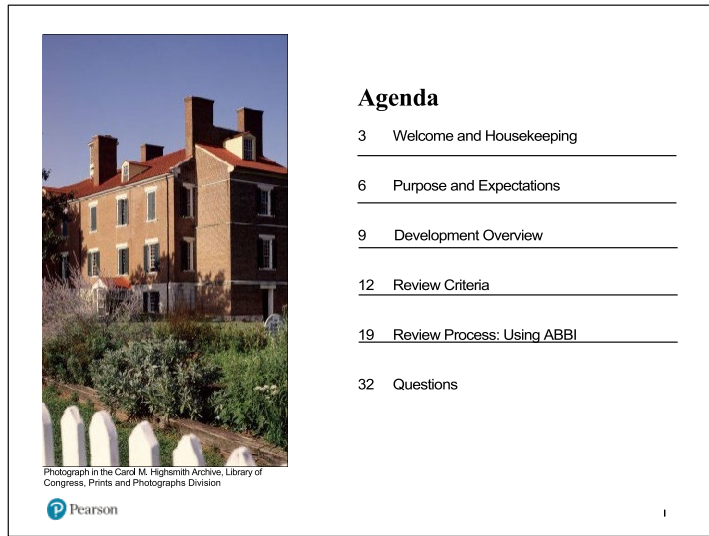 Agenda
3 Welcome and Housekeeping
6 Purpose and Expectations
9 Development Overview
12 Review Criteria
19 Review Process: Using ABBI
32 Questions
Photograph in the Carol M. Highsmith Archive, Library of
Congress, Prints and Photographs Division
Pearson
I